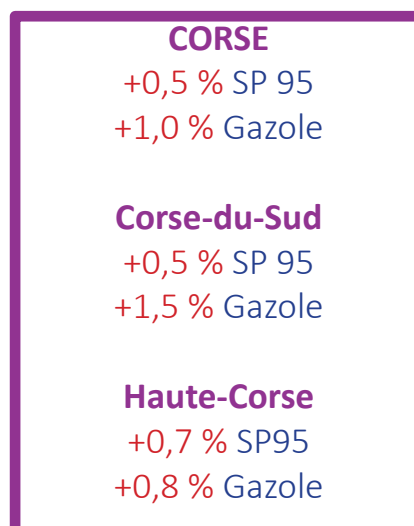 CORSE
+0,5 % SP 95
+1,0 % Gazole
Corse-du-Sud
+0,5 % SP 95
+1,5 % Gazole
Haute-Corse
+0,7 % SP95
+0,8 % Gazole